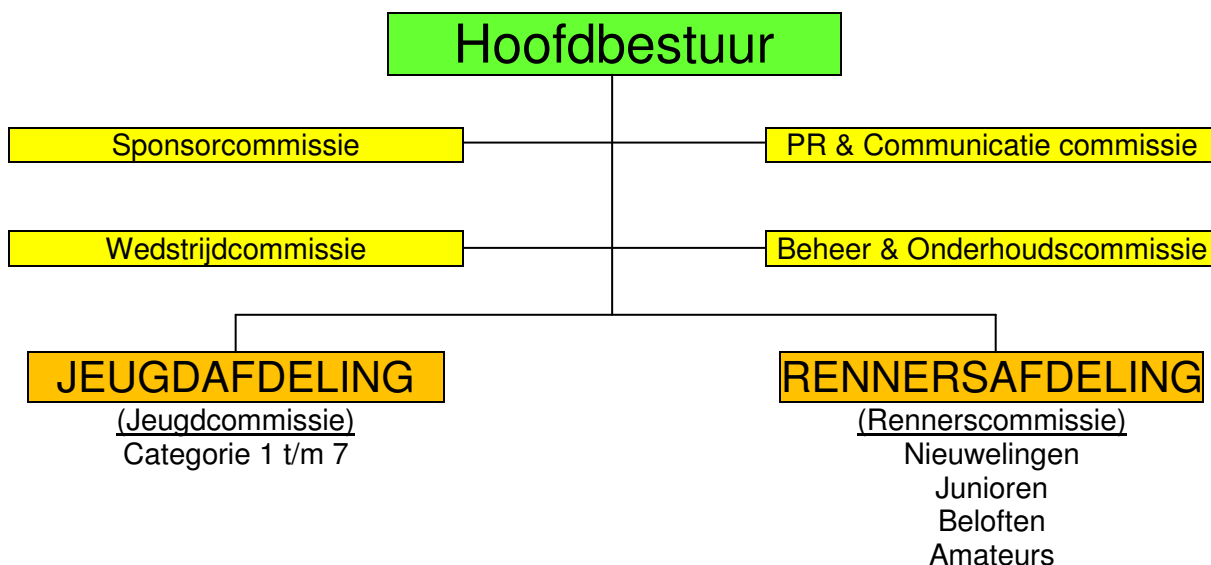 Hoofdbestuur
Sponsorcommissie
PR & Communicatie commissie
Wedstrijdcommissie
Beheer & Onderhoudscommissie
JEUGDAFDELING
(Jeugdcommissie)
Categorie 1 t/m 7
RENNERSAFDELING
(Rennerscommissie)
Nieuwelingen
Junioren
Beloften
Amateurs